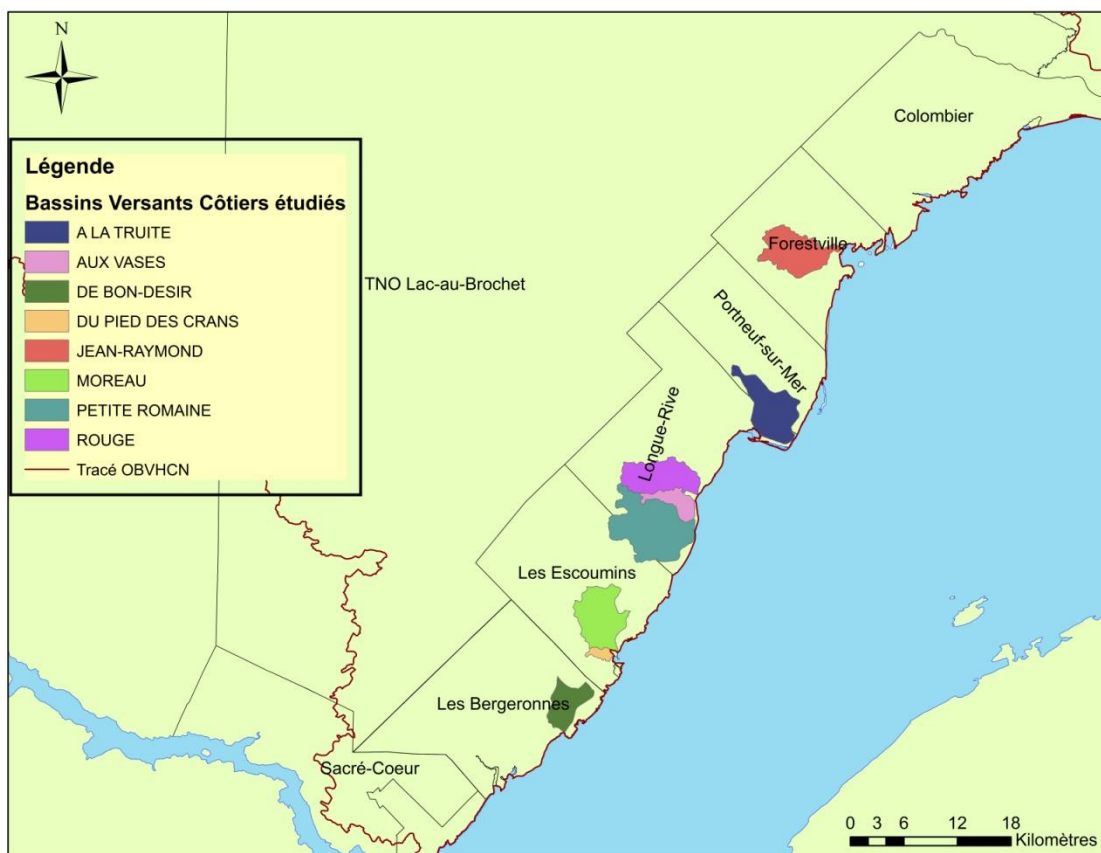 N
Colombier
Légende
Bassins Versants Côtiers étudiés
A LA TRUITE
AUX VASES
DE BON-DESIR
DU PIED DES CRANS
JEAN-RAYMOND
MOREAU
PETITE ROMAINE
ROUGE
Tracé OBVHCN
Forestville
TNO Lac-au-Brochet
Portneuf-sur-Mer
Longue-Rive
Les Escoumins
Les Bergeronnes
Sacré-Coeur
0 3 6 12 18
Kilomètres